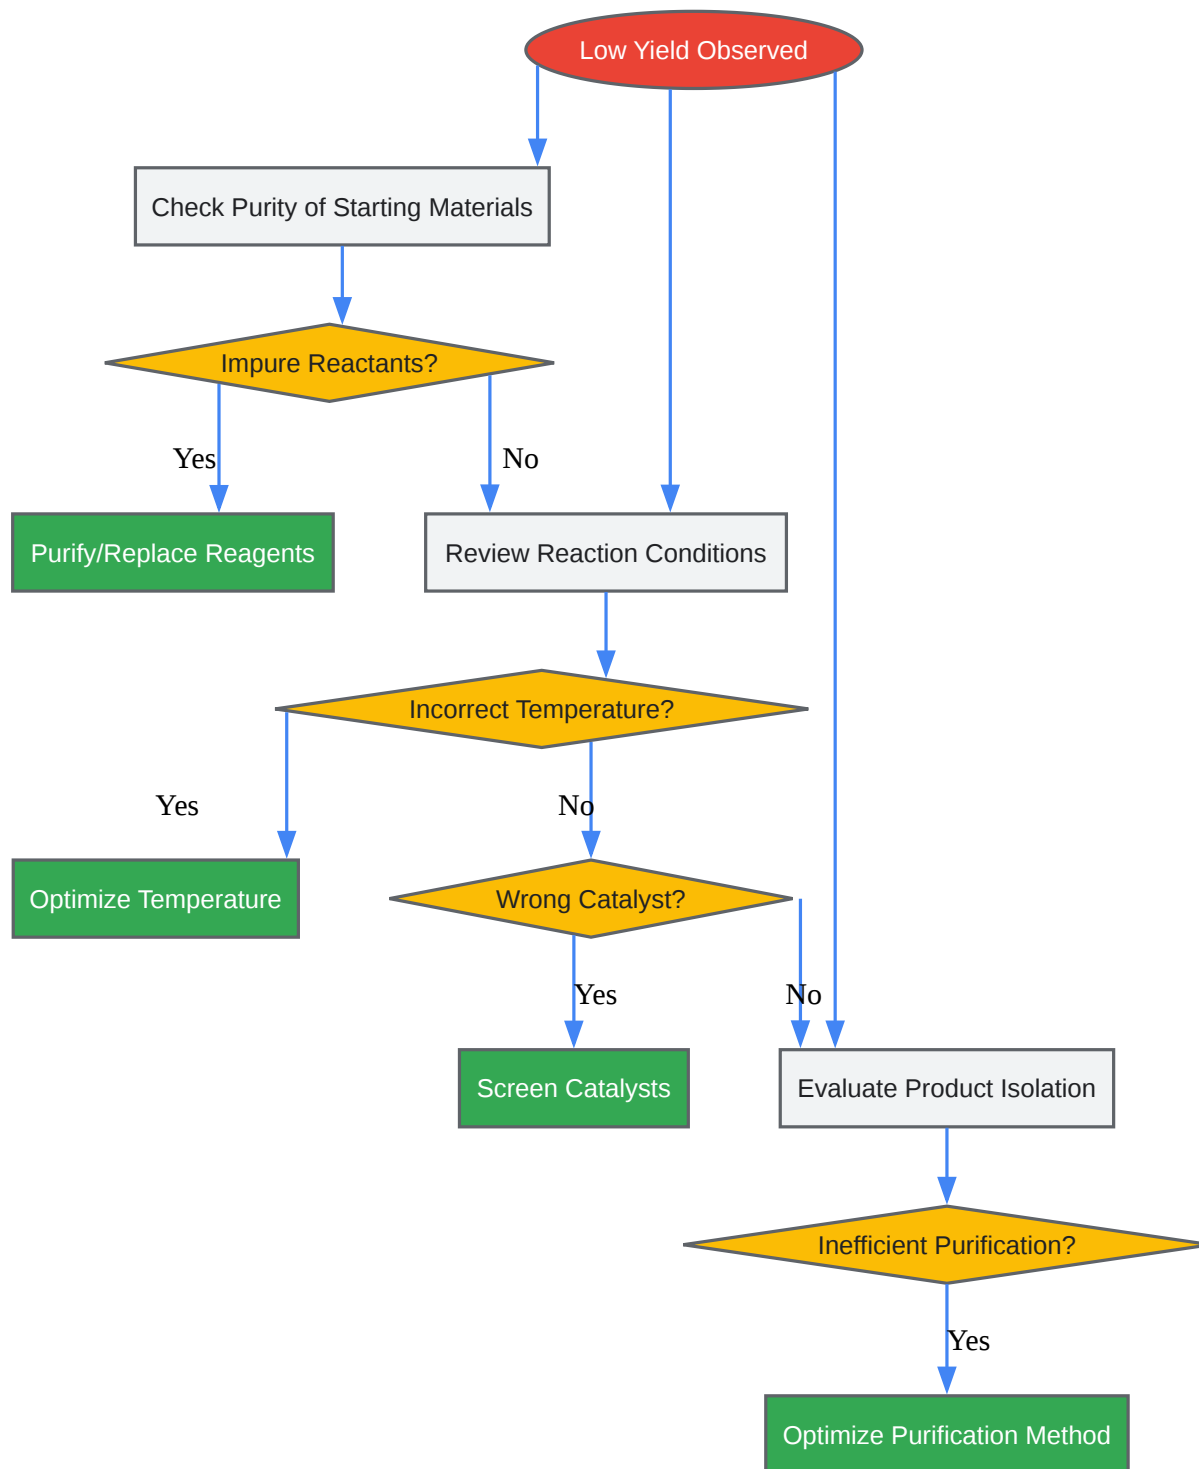 Low Yield Observed
Check Purity of Starting Materials
Impure Reactants?
Yes
No
Purify/Replace Reagents
Review Reaction Conditions
Incorrect Temperature?
Yes
No
Optimize Temperature
Wrong Catalyst?
Yes
No
Screen Catalysts
Evaluate Product Isolation
Inefficient Purification?
Yes
Optimize Purification Method